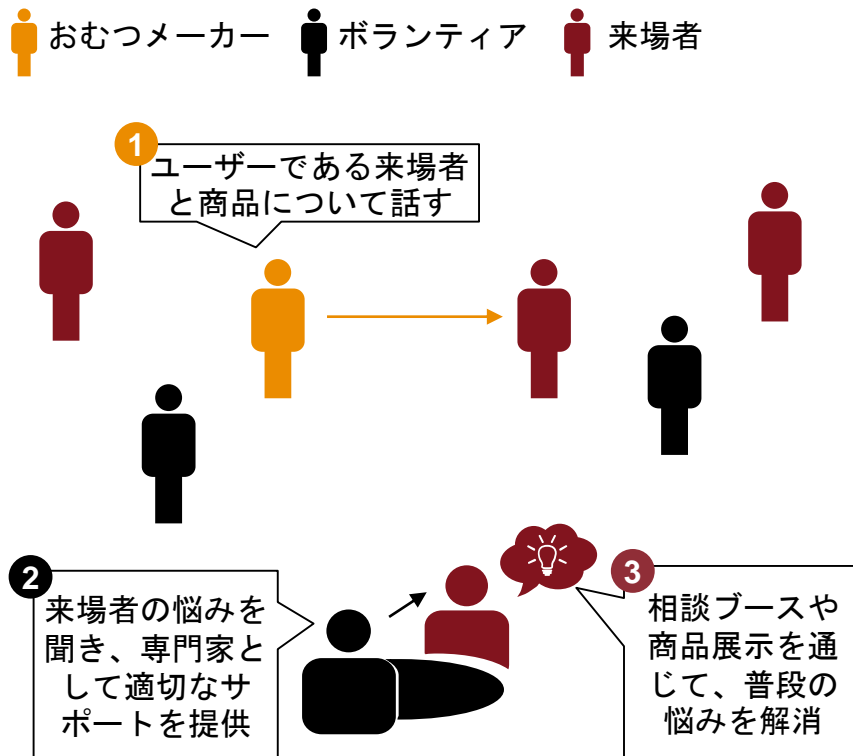 おむつメーカー
ボランティア
来場者
1
ユーザーである来場者
と商品について話す
2
来場者の悩みを
聞き、専門家と
して適切なサ
ポートを提供
3
相談ブースや
商品展示を通
じて、普段の
悩みを解消